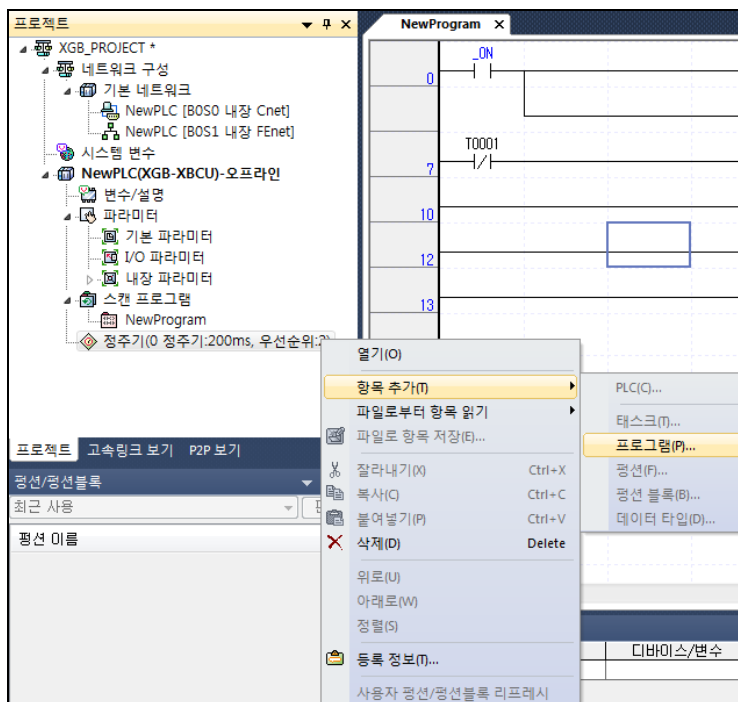 프로젝트
XGB_PROJECT *
네트워크 구성
기본 네트워크
NewPLC [B0S0 내장 Cnet]
NewPLC [B0S1 내장 FEnet]
시스템 변수
NewPLC(XGB-XBCU)-오프라인
변수/설명
파라미터
기본 파라미터
I/O 파라미터
내장 파라미터
스캔 프로그램
NewProgram
정주기(0 정주기:200ms, 우선순위:2)
프로젝트 고속링크 보기 P2P 보기
펑션/펑션블록
최근 사용
펑션 이름
NewProgram
_ON
0
T0001
7
10
12
13
열기(O)
항목 추가(T)
파일로부터 항목 읽기
파일로 항목 저장(E)...
잘라내기(X) Ctrl+X
복사(C) Ctrl+C
붙여넣기(P) Ctrl+V
삭제(D) Delete
위로(U)
아래로(W)
정렬(S)
등록 정보(T)...
사용자 펑션/펑션블록 리프레시
PLC(C)...
태스크(T)...
프로그램(P)...
펑션(F)...
펑션 블록(B)...
데이터 타입(D)...
디바이스/변수